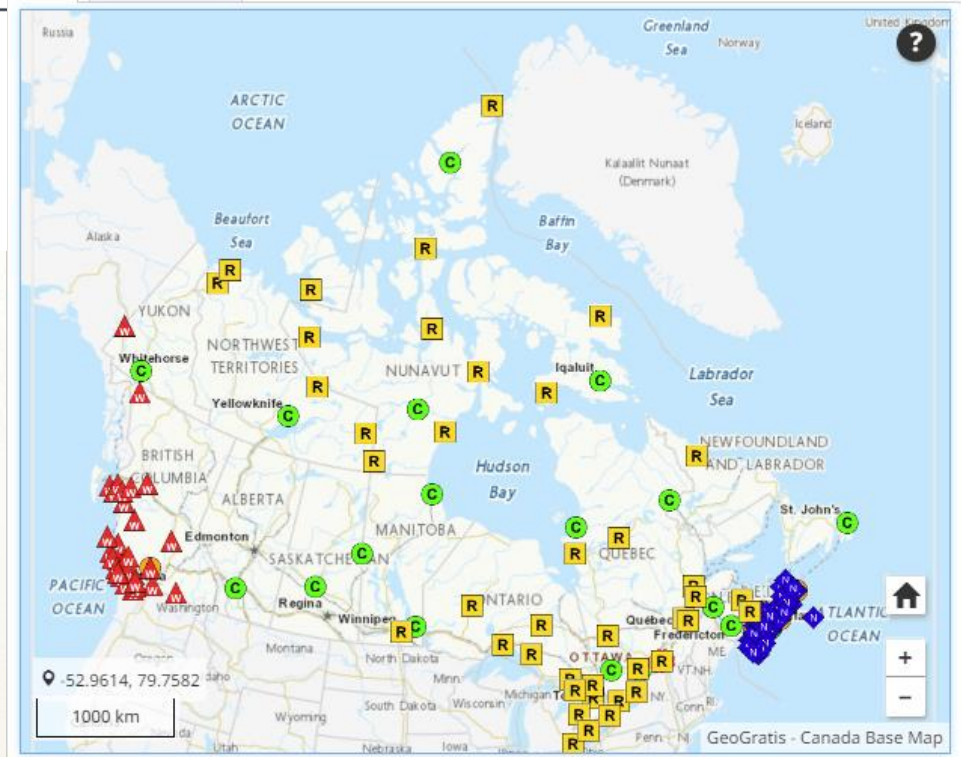 Russia
Greenland
Sea
Norway
United Kingdom
?
ARCTIC
OCEAN
Iceland
Kalaallit Nunaat
(Denmark)
Beaufort
Sea
Baffin
Bay
Alaska
YUKON
Whitehorse
NORTHWEST
TERRITORIES
NUNAVUT
Iqaluit
Labrador
Sea
Yellowknife
NEWFOUNDLAND
AND LABRADOR
BRITISH
COLUMBIA
Hudson
Bay
ALBERTA
St. John's
Edmonton
MANITOBA
SASKATCHEWAN
QUÉBEC
PACIFIC
OCEAN
Washington
Regina
Winnipeg
ONTARIO
Québec
Fredericton
ATLANTIC
OCEAN
ME
Montana
North Dakota
OTTAWA
VT
NH
-52.9614, 79.7582
1000 km
Minn
South Dakota
Wisconsin
Michigan
NY
Conn
Wyoming
Utah
Nebraska
Iowa
Penn
+
−
GeoGratis - Canada Base Map
R
C
W
N